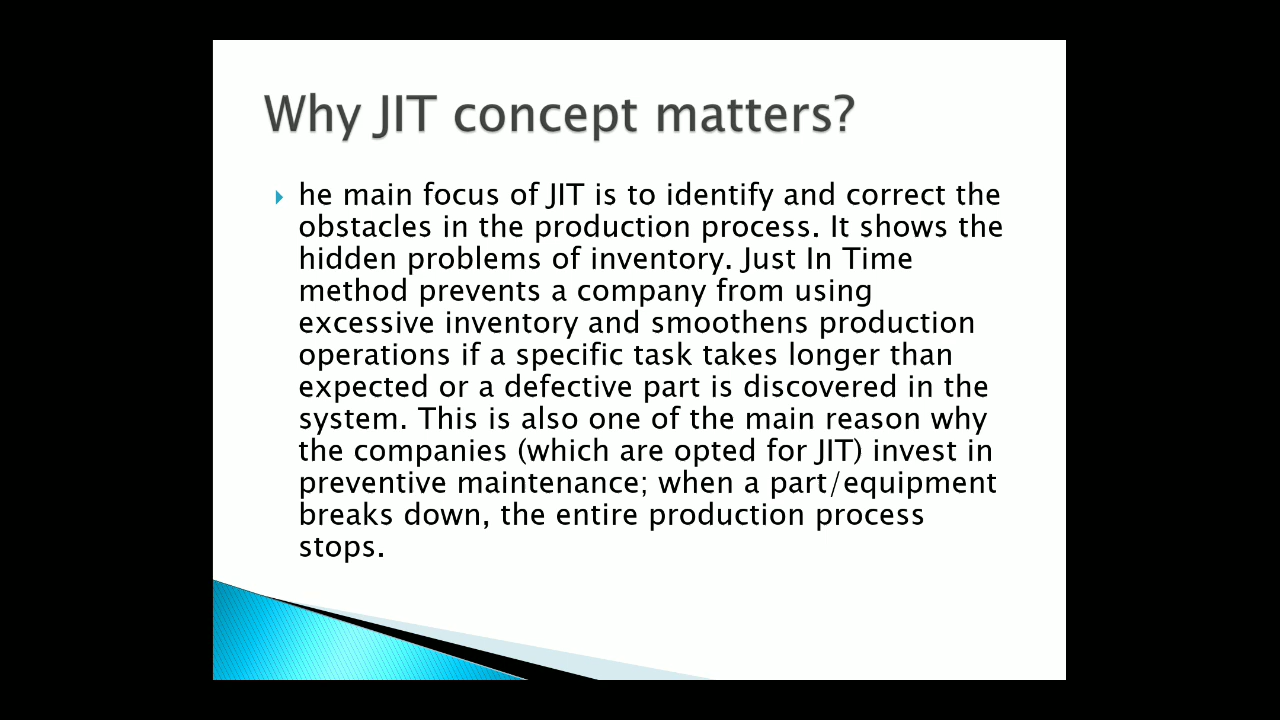 Why JIT concept matters?
he main focus of JIT is to identify and correct the
obstacles in the production process. It shows the
hidden problems of inventory. Just In Time
method prevents a company from using
excessive inventory and smoothens production
operations if a specific task takes longer than
expected or a defective part is discovered in the
system. This is also one of the main reason why
the companies (which are opted for JIT) invest in
preventive maintenance; when a part/equipment
breaks down, the entire production process
stops.